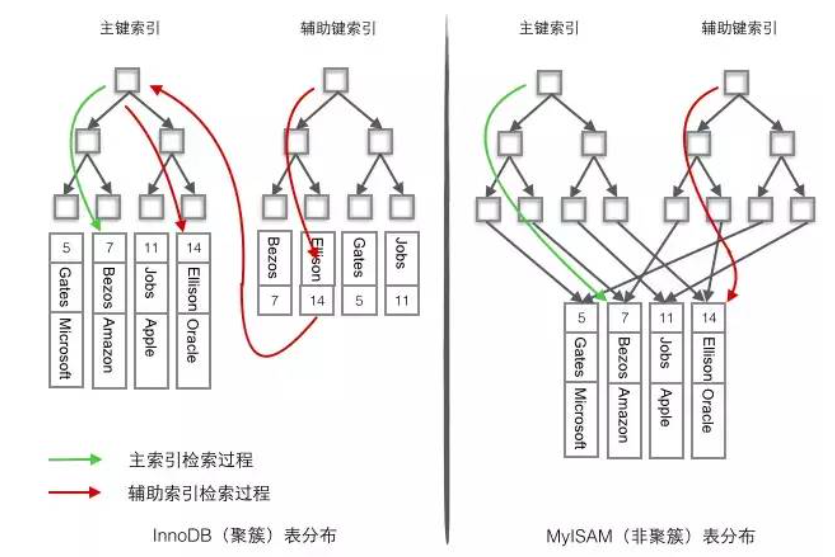 主键索引
辅助键索引
主键索引
辅助键索引
5
Gates
Microsoft
7
Bezos
Amazon
11
Jobs
Apple
14
Ellison
Oracle
Bezos
7
Ellison
14
Gates
5
Jobs
11
5
Gates
Microsoft
7
Bezos
Amazon
11
Jobs
Apple
14
Ellison
Oracle
主索引检索过程
辅助索引检索过程
InnoDB（聚簇）表分布
MyISAM（非聚簇）表分布